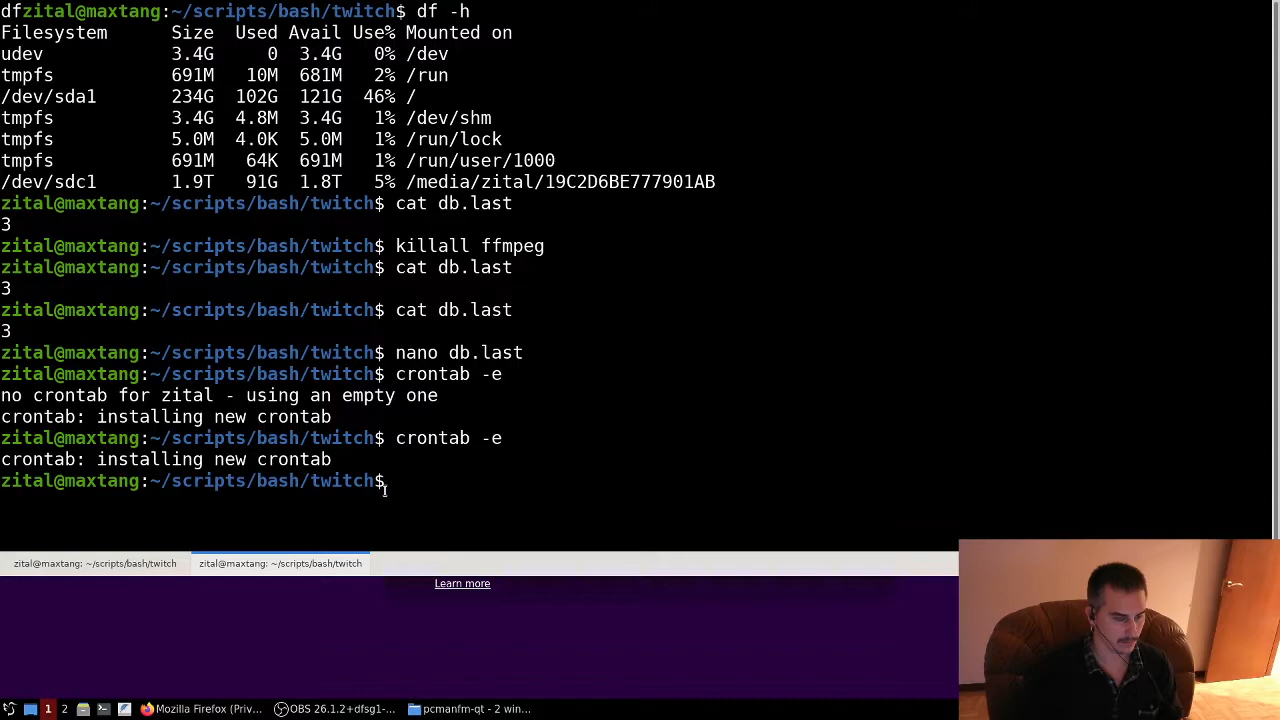 dfzital@maxtang:~/scripts/bash/twitch$ df -h
Filesystem      Size  Used Avail Use% Mounted on
udev            3.4G     0  3.4G   0% /dev
tmpfs           691M   10M  681M   2% /run
/dev/sda1       234G  102G  121G  46% /
tmpfs           3.4G  4.8M  3.4G   1% /dev/shm
tmpfs           5.0M  4.0K  5.0M   1% /run/lock
tmpfs           691M   64K  691M   1% /run/user/1000
/dev/sdc1       1.9T   91G  1.8T   5% /media/zital/19C2D6BE777901AB
zital@maxtang:~/scripts/bash/twitch$ cat db.last
3
zital@maxtang:~/scripts/bash/twitch$ killall ffmpeg
zital@maxtang:~/scripts/bash/twitch$ cat db.last
3
zital@maxtang:~/scripts/bash/twitch$ cat db.last
3
zital@maxtang:~/scripts/bash/twitch$ nano db.last
zital@maxtang:~/scripts/bash/twitch$ crontab -e
no crontab for zital - using an empty one
crontab: installing new crontab
zital@maxtang:~/scripts/bash/twitch$ crontab -e
crontab: installing new crontab
zital@maxtang:~/scripts/bash/twitch$
zital@maxtang: ~/scripts/bash/twitch zital@maxtang: ~/scripts/bash/twitch
Learn more
1 2 Mozilla Firefox (Priv... OBS 26.1.2+dfsg1-... pcmanfm-qt - 2 win...